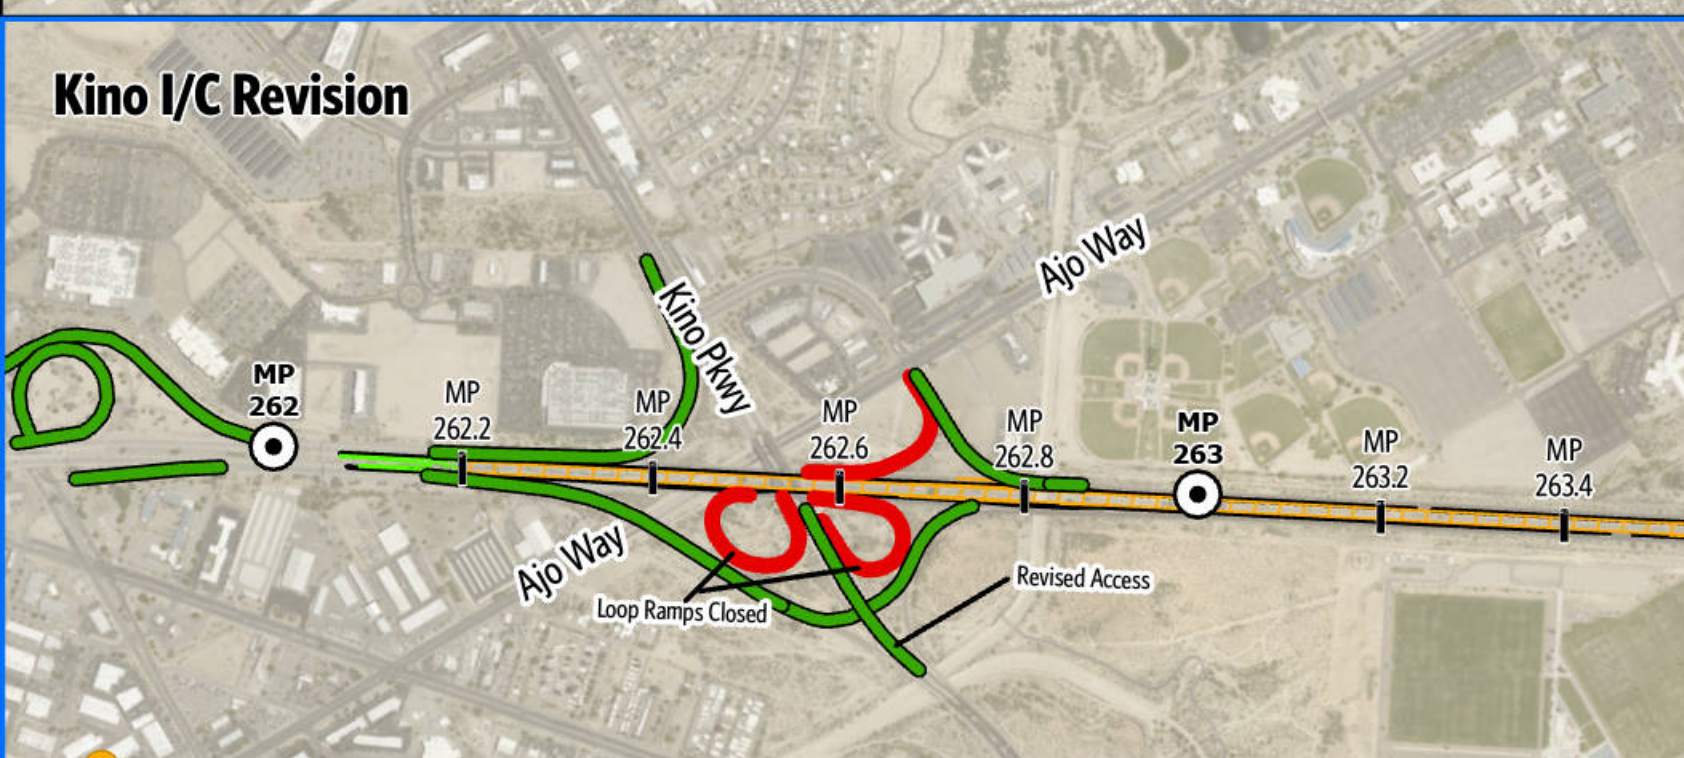 Kino I/C Revision
Ajo Way
Kino Pkwy
MP
262
MP
262.2
MP
262.4
MP
262.6
MP
262.8
MP
263
MP
263.2
MP
263.4
Ajo Way
Loop Ramps Closed
Revised Access